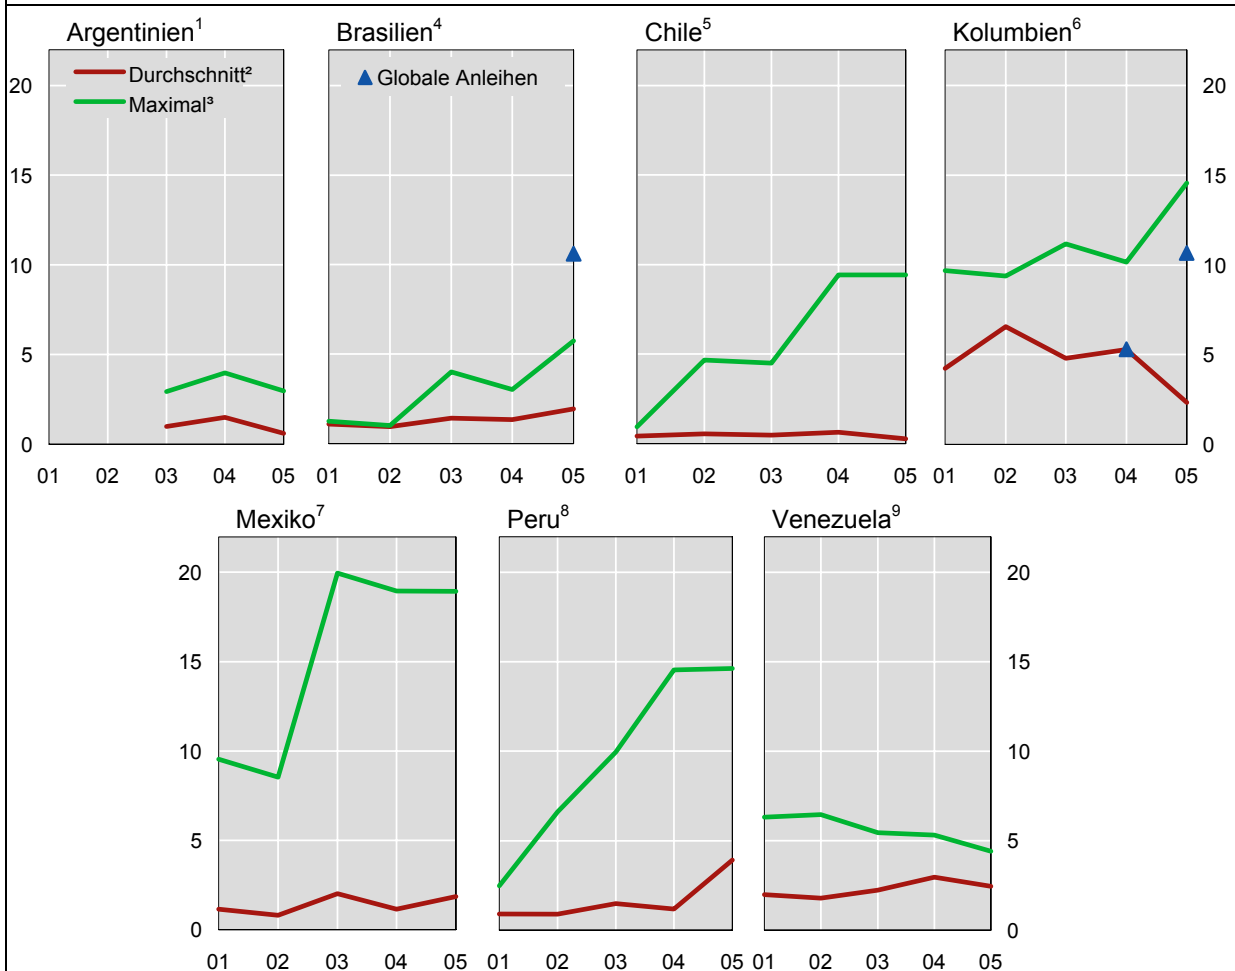 Argentinien¹ Brasilien⁴ Chile⁵ Kolumbien⁶
20 Durchschnitt² Globale Anleihen 20
Maximal³
15 15
10 10
5 5
0 0
01 02 03 04 05 01 02 03 04 05 01 02 03 04 05 01 02 03 04 05
Mexiko⁷ Peru⁸ Venezuela⁹
20 20
15 15
10 10
5 5
0 0
01 02 03 04 05 01 02 03 04 05 01 02 03 04 05